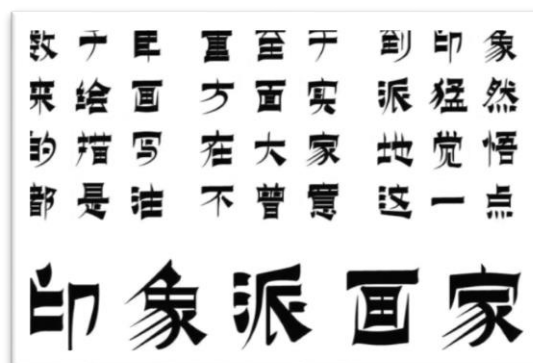 数 千 年 至 于 到 印 象
来 绘 画 方 面 实 派 猛 然
的 描 写 在 大 家 地 觉 悟
都 是 油 不 曾 意 这 一 点
印象派画家